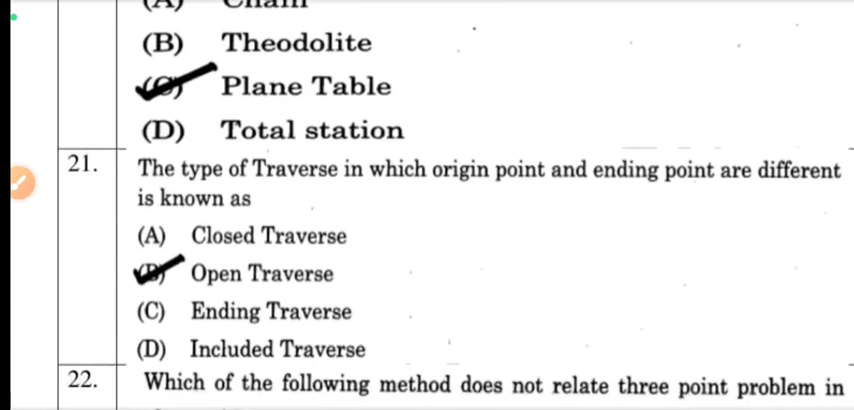 (A) Chain
(B) Theodolite
(C) Plane Table
(D) Total station
21. The type of Traverse in which origin point and ending point are different
is known as
(A) Closed Traverse
(B) Open Traverse
(C) Ending Traverse
(D) Included Traverse
22. Which of the following method does not relate three point problem in